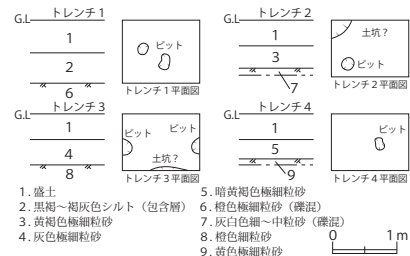 トレンチ1
G.L
1
2
6
ピット
トレンチ1平面図
トレンチ2
G.L
1
3
7
土坑？
ピット
トレンチ2平面図
トレンチ3
G.L
1
4
8
ピット
ピット
土坑？
トレンチ3平面図
トレンチ4
G.L
1
5
9
ピット
トレンチ4平面図
1. 盛土
2. 黒褐～褐灰色シルト（包含層）
3. 黄褐色極細粒砂
4. 灰色極細粒砂
5. 暗黄褐色極細粒砂
6. 橙色極細粒砂（礫混）
7. 灰白色細～中粒砂（礫混）
8. 橙色細粒砂
9. 黄色極細粒砂
0 1m